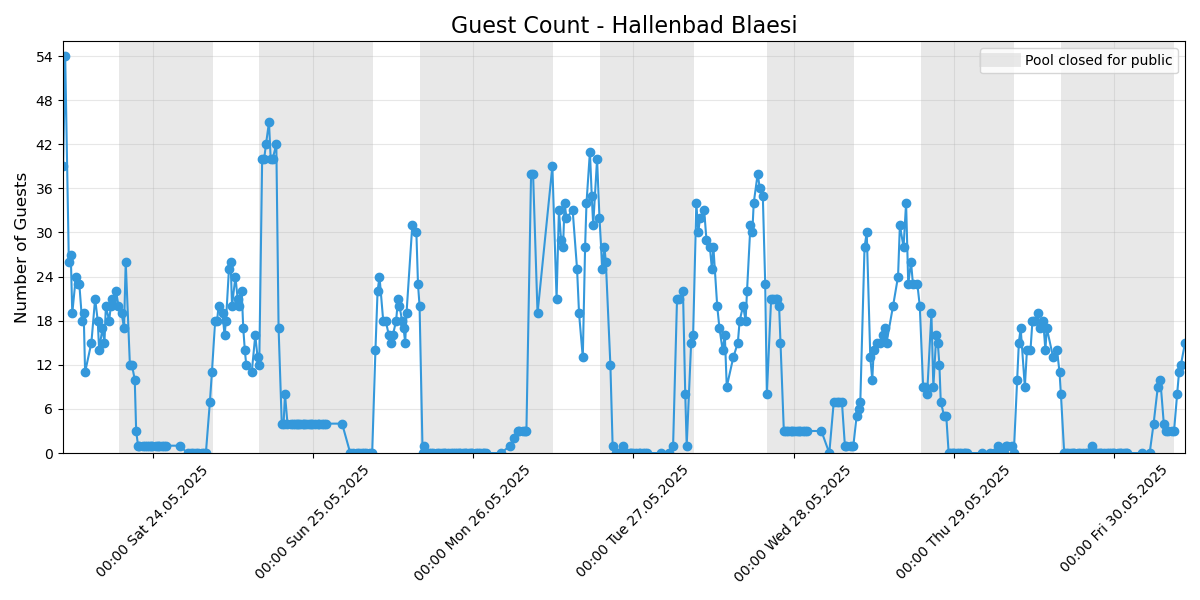 Guest Count - Hallenbad Blaesi
Pool closed for public
Number of Guests
54
48
42
36
30
24
18
12
6
0
00:00 Sat 24.05.2025
00:00 Sun 25.05.2025
00:00 Mon 26.05.2025
00:00 Tue 27.05.2025
00:00 Wed 28.05.2025
00:00 Thu 29.05.2025
00:00 Fri 30.05.2025